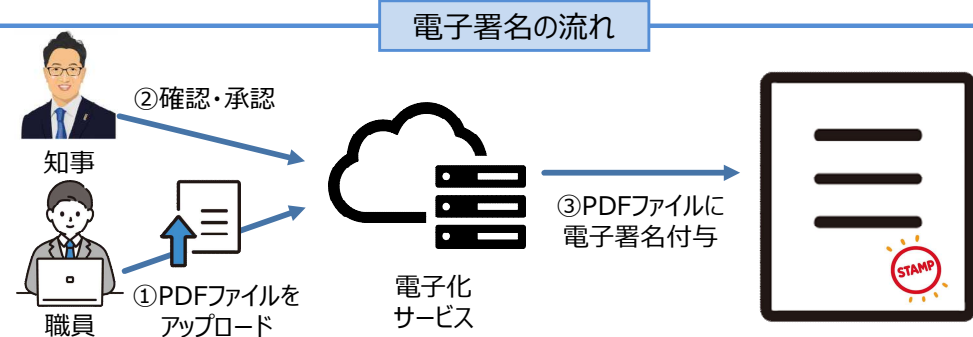 電子署名の流れ
②確認・承認
知事
①PDFファイルを
アップロード
職員
電子化
サービス
③PDFファイルに
電子署名付与
STAMP